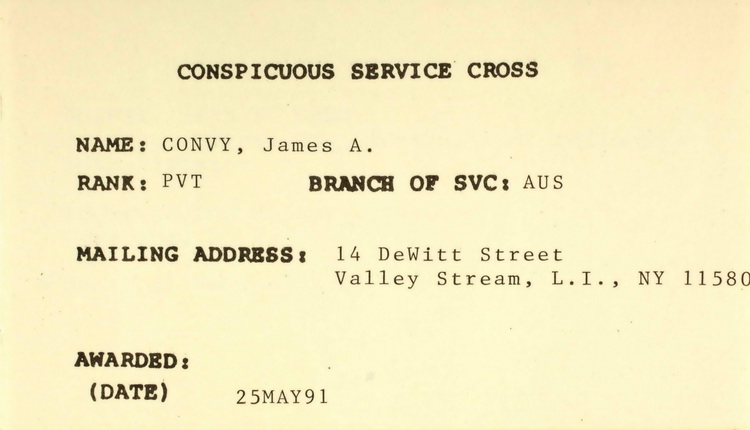 CONSPICUOUS SERVICE CROSS
NAME: CONVY, James A.
RANK: PVT BRANCH OF SVC: AUS
MAILING ADDRESS: 14 DeWitt Street
Valley Stream, L.I., NY 11580
AWARDED:
(DATE) 25MAY91